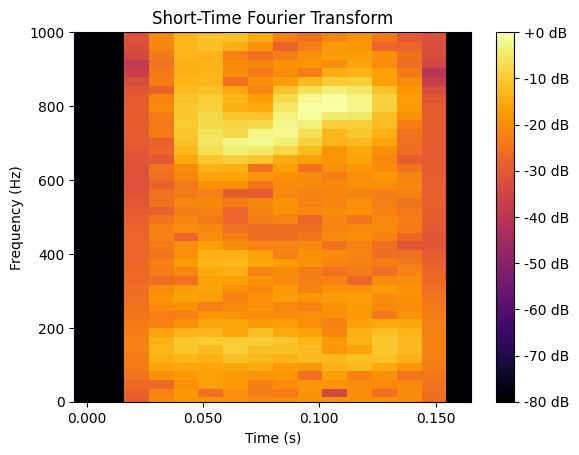 Short-Time Fourier Transform
1000
800
600
400
200
0
Frequency (Hz)
0.000
0.050
0.100
0.150
Time (s)
+0 dB
-10 dB
-20 dB
-30 dB
-40 dB
-50 dB
-60 dB
-70 dB
-80 dB